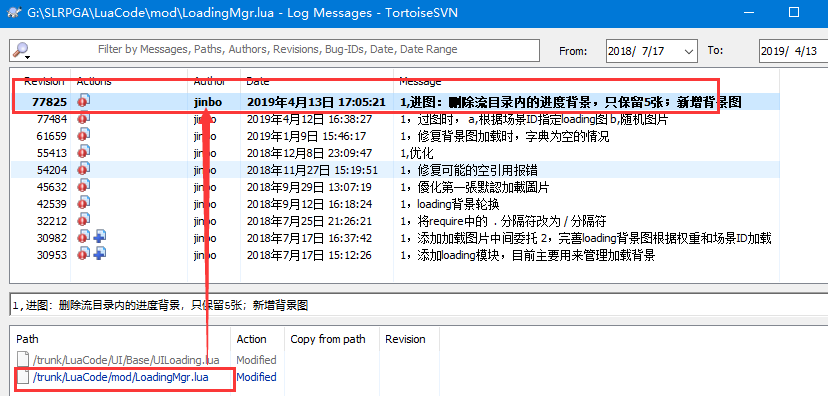 G:\SLRPGA\LuaCode\mod\LoadingMgr.lua - Log Messages - TortoiseSVN
Filter by Messages, Paths, Authors, Revisions, Bug-IDs, Date, Date Range From: 2018/ 7/17 To: 2019/ 4/13
Revision Actions Author Date Message
77825 jinbo 2019年4月13日 17:05:21 1,进图：删除流目录内的进度背景，只保留5张；新增背景图
77484 jinbo 2019年4月12日 16:38:27 1，过图时， a,根据场景ID指定loading图 b,随机图片
61659 jinbo 2019年1月9日 15:46:17 1，修复背景图加载时，字典为空的情况
55413 jinbo 2018年12月8日 23:09:47 1,优化
54204 jinbo 2018年11月27日 15:19:51 1，修复可能的空引用报错
45632 jinbo 2018年9月29日 13:07:19 1，優化第一張默認加載圖片
42539 jinbo 2018年9月12日 16:18:24 1，loading背景轮换
32212 jinbo 2018年7月25日 21:26:21 1，将require中的 . 分隔符改为 / 分隔符
30982 jinbo 2018年7月17日 16:37:42 1，添加加载图片中间委托 2，完善loading背景图根据权重和场景ID加载
30953 jinbo 2018年7月17日 15:12:26 1，添加loading模块，目前主要用来管理加载背景
1,进图：删除流目录内的进度背景，只保留5张；新增背景图
Path Action Copy from path Revision
/trunk/LuaCode/UI/Base/UILoading.lua Modified
/trunk/LuaCode/mod/LoadingMgr.lua Modified